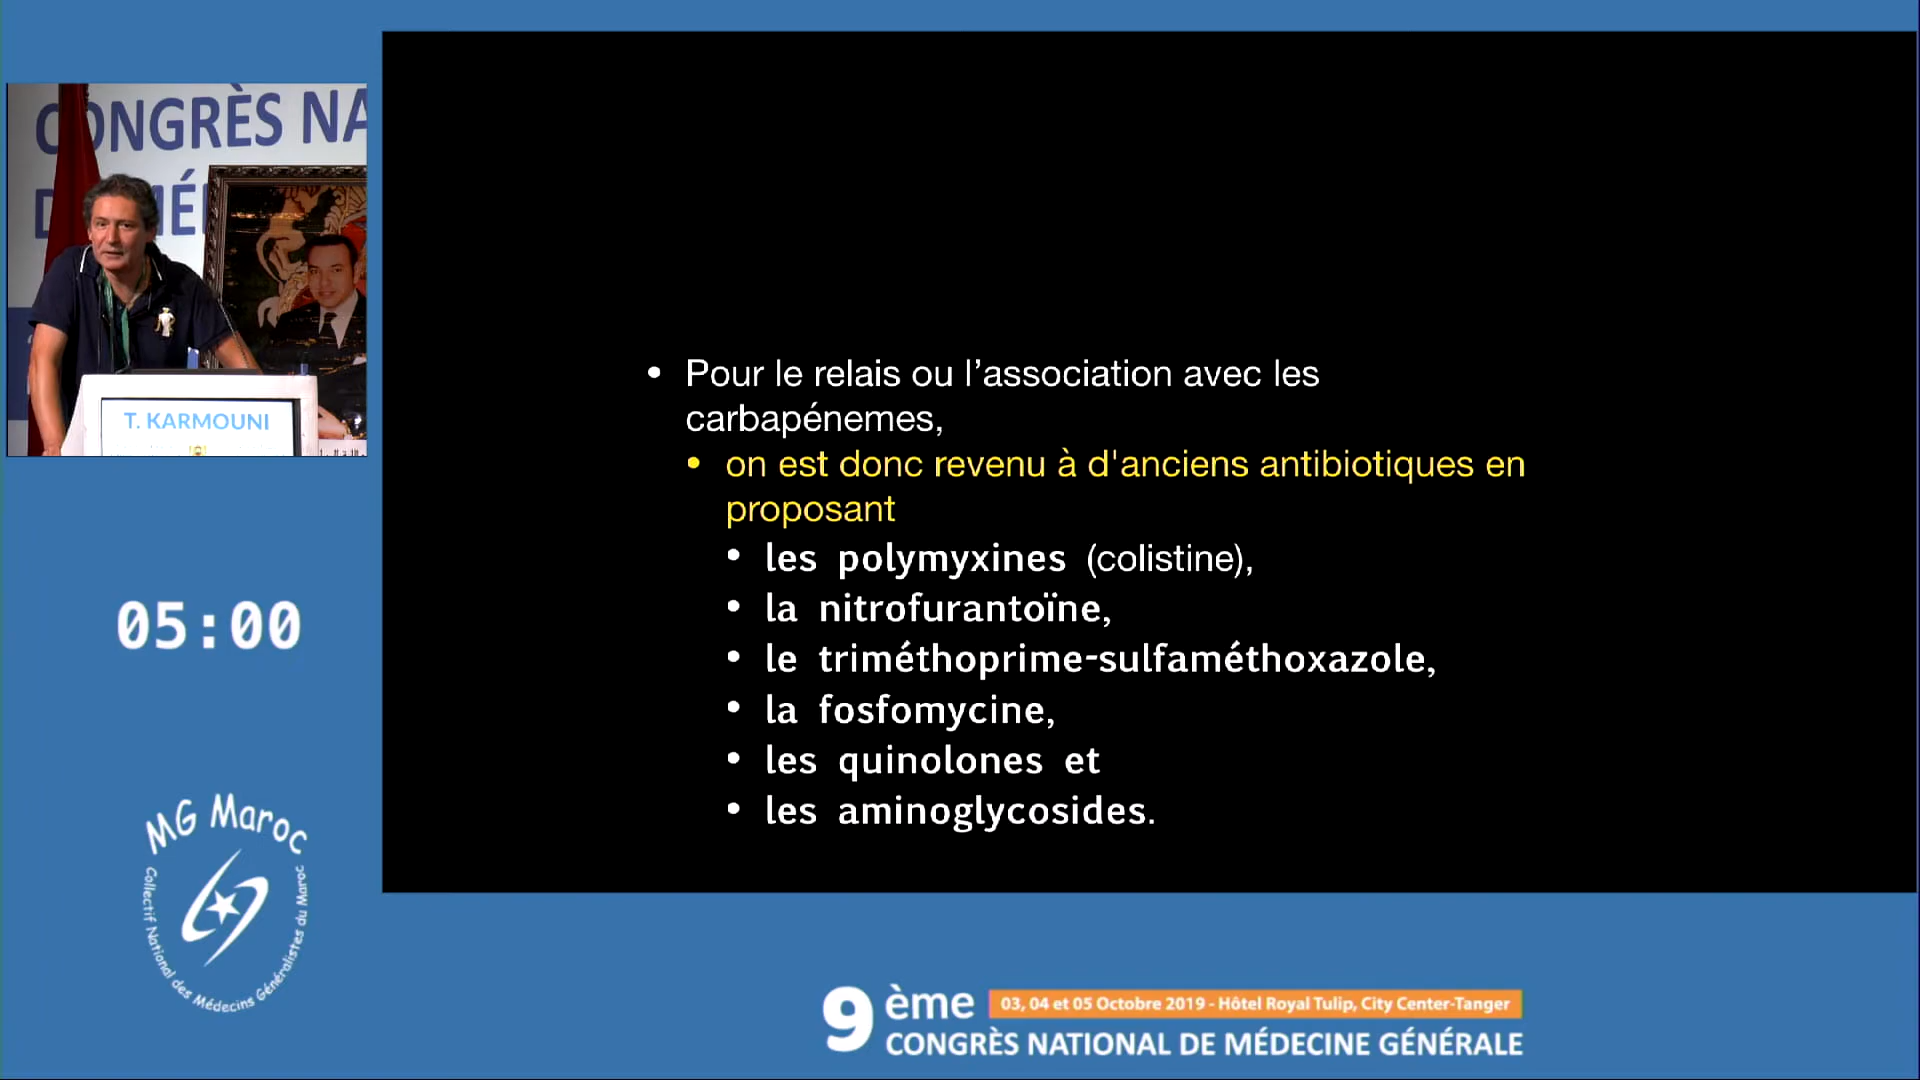 CONGRÈS NA
T. KARMOUNI
05:00
MG Maroc
Collectif National des Médecins Généralistes du Maroc
• Pour le relais ou l’association avec les
carbapénemes,
• on est donc revenu à d'anciens antibiotiques en
proposant
• les polymyxines (colistine),
• la nitrofurantoïne,
• le triméthoprime-sulfaméthoxazole,
• la fosfomycine,
• les quinolones et
• les aminoglycosides.
9ème
03, 04 et 05 Octobre 2019 - Hôtel Royal Tulip, City Center-Tanger
CONGRÈS NATIONAL DE MÉDECINE GÉNÉRALE